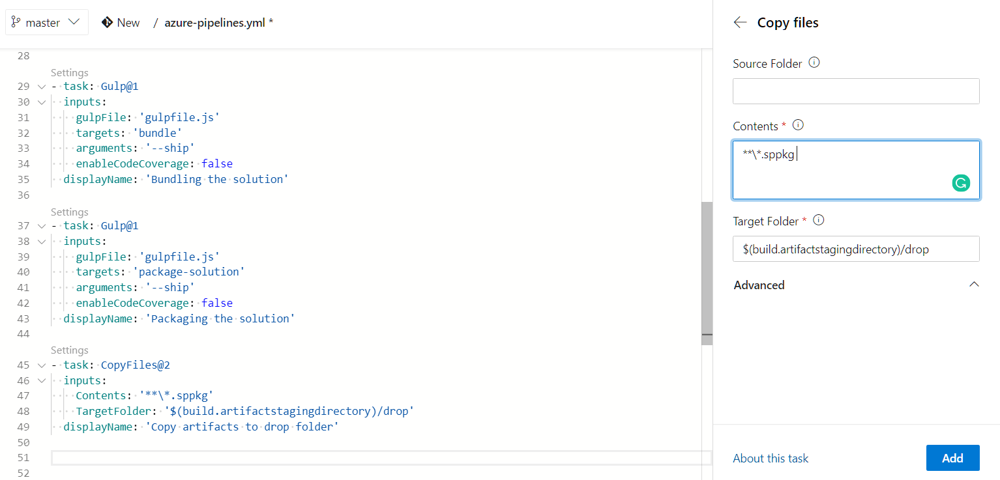 master New / azure-pipelines.yml *
28
Settings
29 - task: Gulp@1
30 inputs:
31 gulpFile: 'gulpfile.js'
32 targets: 'bundle'
33 arguments: '--ship'
34 enableCodeCoverage: false
35 displayName: 'Bundling the solution'
36
Settings
37 - task: Gulp@1
38 inputs:
39 gulpFile: 'gulpfile.js'
40 targets: 'package-solution'
41 arguments: '--ship'
42 enableCodeCoverage: false
43 displayName: 'Packaging the solution'
44
Settings
45 - task: CopyFiles@2
46 inputs:
47 Contents: '**\*.sppkg'
48 TargetFolder: '$(build.artifactstagingdirectory)/drop'
49 displayName: 'Copy artifacts to drop folder'
50
51
52
Copy files
Source Folder
Contents *
**\*.sppkg
Target Folder *
$(build.artifactstagingdirectory)/drop
Advanced
About this task
Add